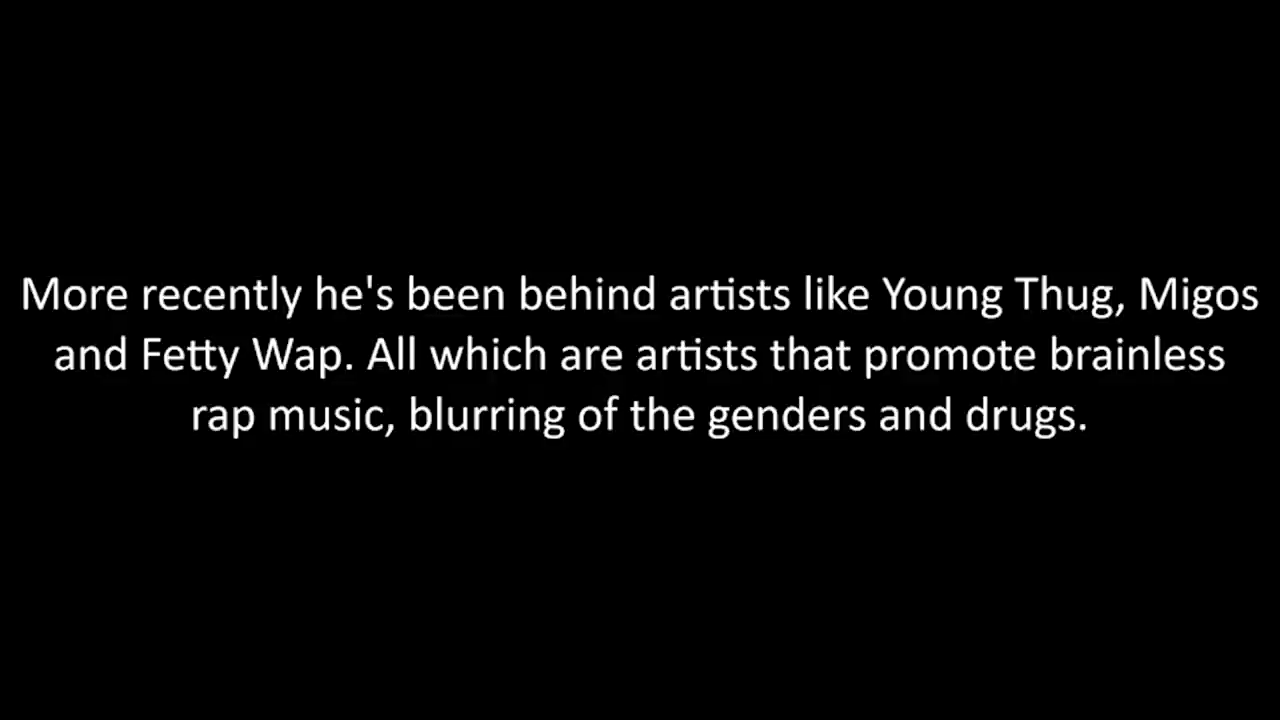 More recently he's been behind artists like Young Thug, Migos
and Fetty Wap. All which are artists that promote brainless
rap music, blurring of the genders and drugs.